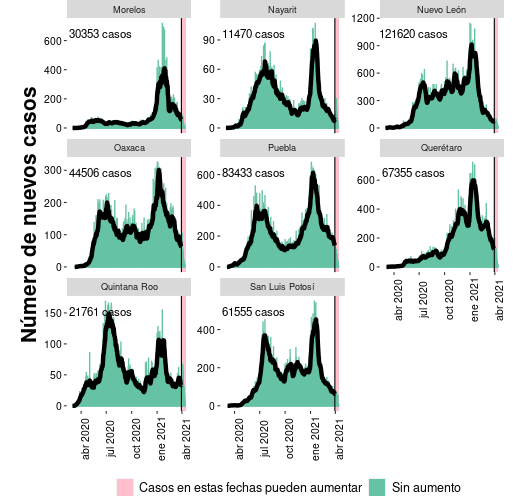 Número de nuevos casos
Morelos
Nayarit
Nuevo León
30353 casos
11470 casos
121620 casos
600
400
200
0
90
60
30
0
1200
900
600
300
0
Oaxaca
Puebla
Querétaro
44506 casos
83433 casos
67355 casos
300
200
100
0
600
400
200
0
600
400
200
0
Quintana Roo
San Luis Potosí
21761 casos
61555 casos
150
100
50
0
400
200
0
abr 2020
jul 2020
oct 2020
ene 2021
abr 2021
abr 2020
jul 2020
oct 2020
ene 2021
abr 2021
abr 2020
jul 2020
oct 2020
ene 2021
abr 2021
Casos en estas fechas pueden aumentar
Sin aumento